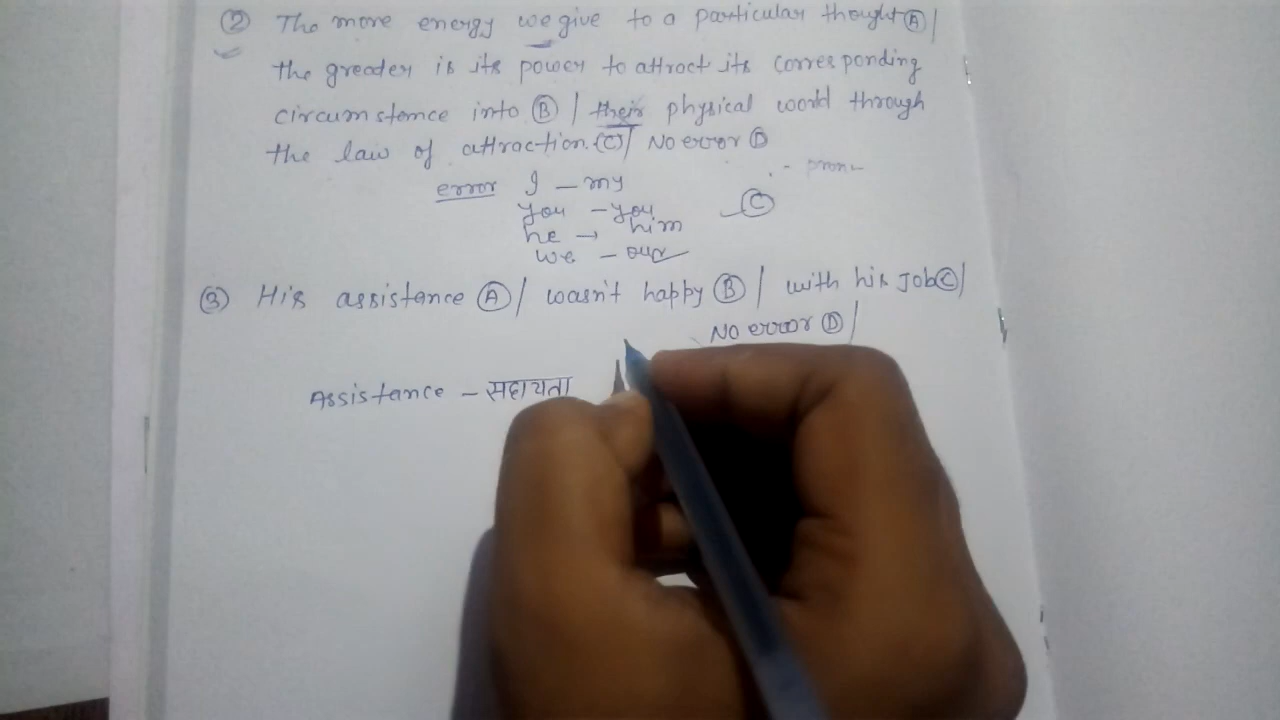 ② The more energy we give to a particular thought Ⓐ/
the greater is its power to attract its corresponding
circumstance into Ⓑ / their physical world through
the law of attraction. (C)/ No error Ⓓ
error I – my
you – you Ⓒ
he → him
we – our
③ His assistance Ⓐ/ wasn't happy Ⓑ/ with his Job Ⓒ/
No error Ⓓ/
Assistance – सहायता